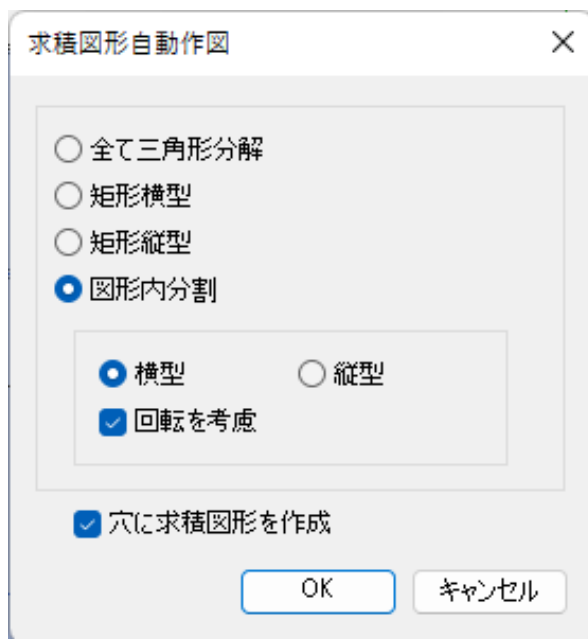 求積図形自動作図
全て三角形分解
矩形横型
矩形縦型
図形内分割
横型 縦型
回転を考慮
穴に求積図形を作成
OK キャンセル